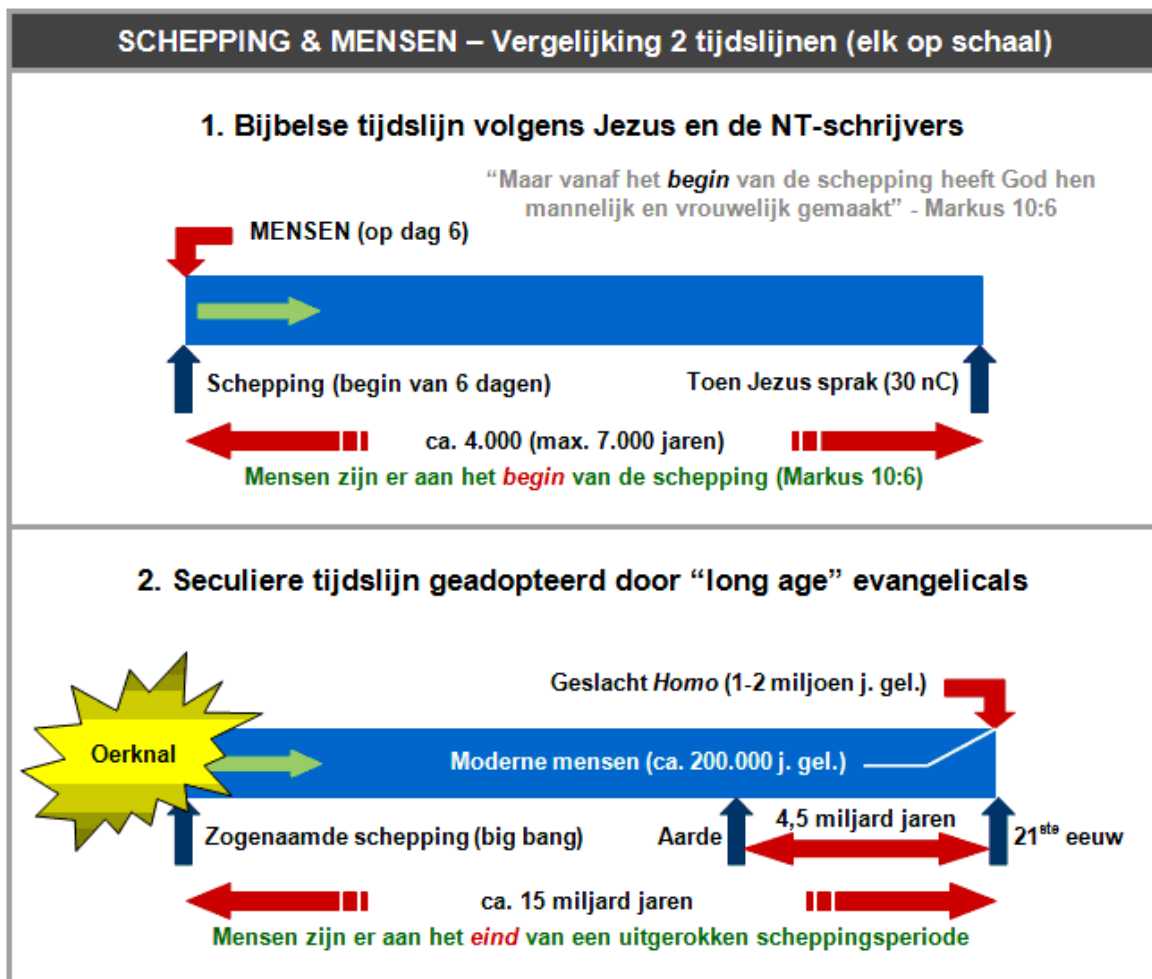 SCHEPPING & MENSEN – Vergelijking 2 tijdslijnen (elk op schaal)
1. Bijbelse tijdslijn volgens Jezus en de NT-schrijvers
“Maar vanaf het begin van de schepping heeft God hen
mannelijk en vrouwelijk gemaakt” - Markus 10:6
MENSEN (op dag 6)
Schepping (begin van 6 dagen)
Toen Jezus sprak (30 nC)
ca. 4.000 (max. 7.000 jaren)
Mensen zijn er aan het begin van de schepping (Markus 10:6)
2. Seculiere tijdslijn geadopteerd door “long age” evangelicals
Geslacht Homo (1-2 miljoen j. gel.)
Oerknal
Moderne mensen (ca. 200.000 j. gel.)
4,5 miljard jaren
Zogenaamde schepping (big bang)
Aarde
21ste eeuw
ca. 15 miljard jaren
Mensen zijn er aan het eind van een uitgerokken scheppingsperiode